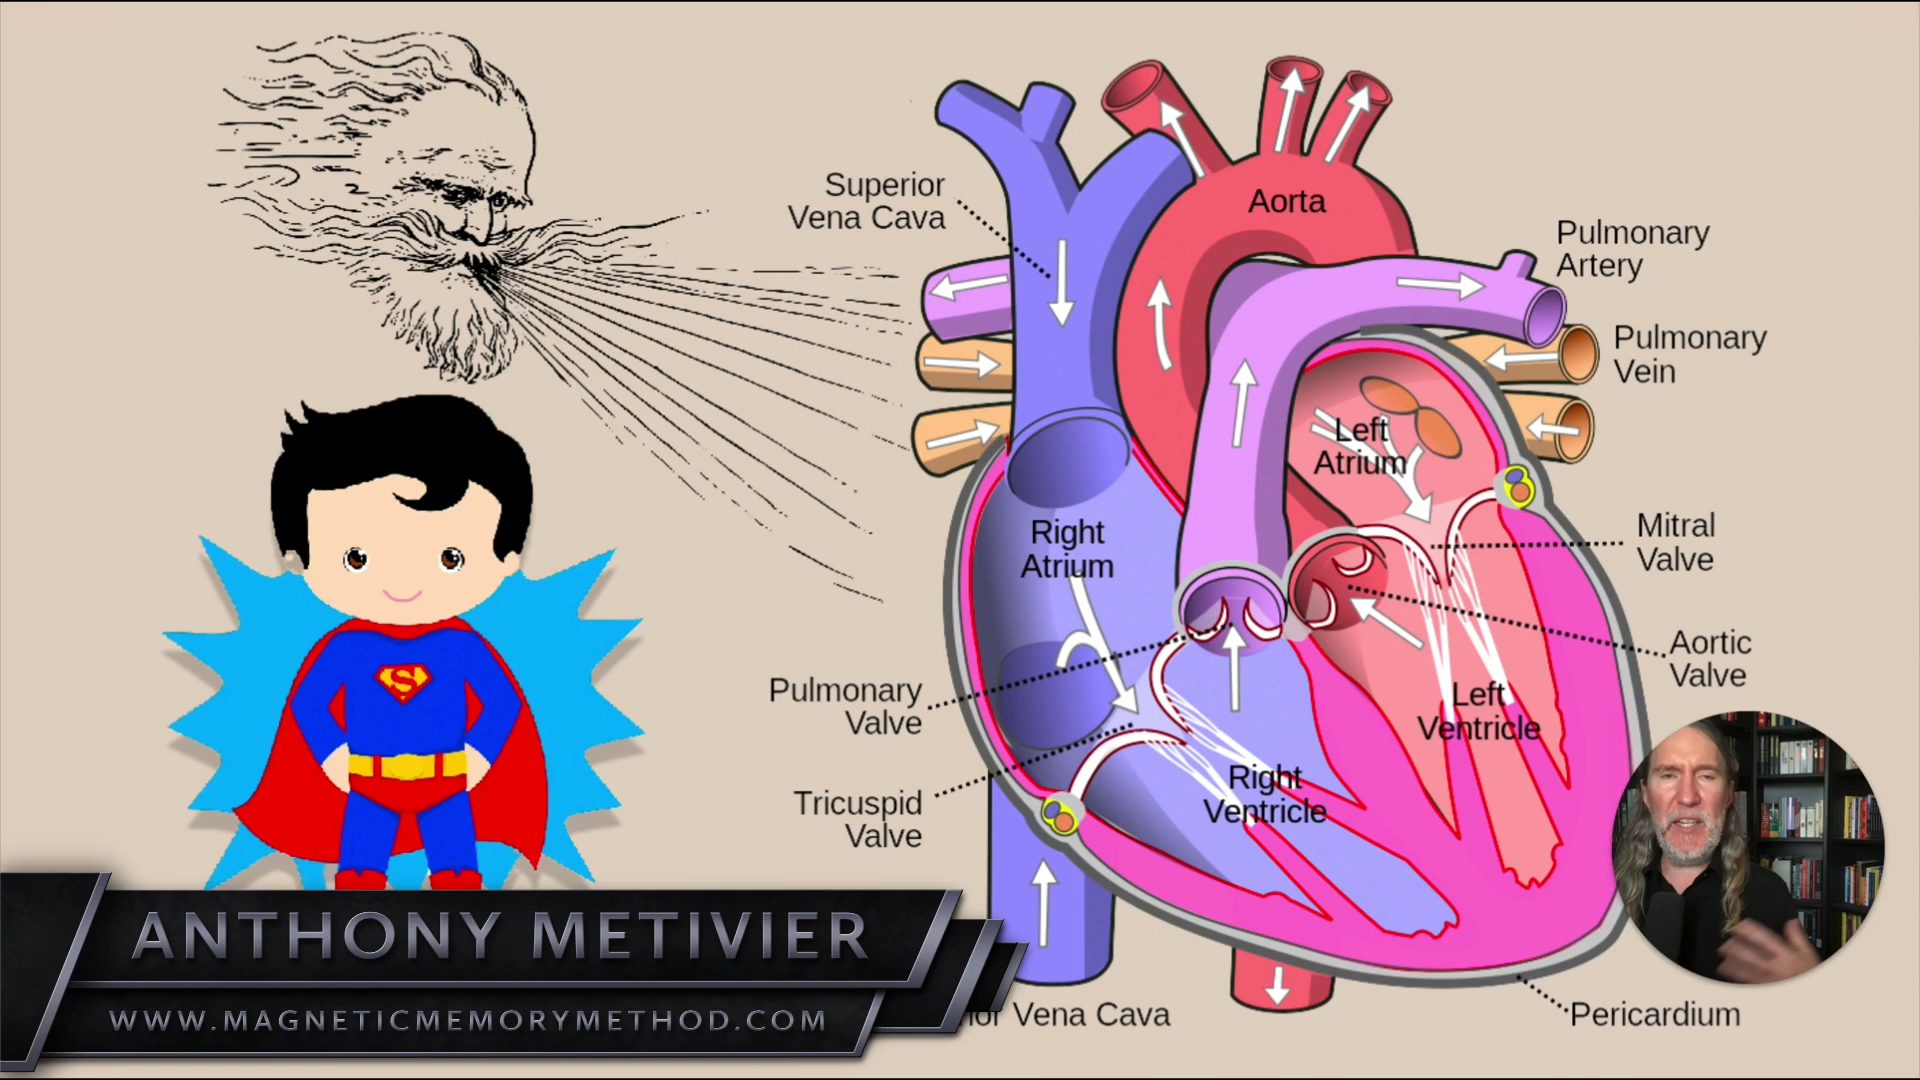 Superior
Vena Cava
Aorta
Pulmonary
Artery
Pulmonary
Vein
Left
Atrium
Right
Atrium
Mitral
Valve
Aortic
Valve
Pulmonary
Valve
Left
Ventricle
Tricuspid
Valve
Right
Ventricle
S
ANTHONY METIVIER
WWW.MAGNETICMEMORYMETHOD.COM
Vena Cava
Pericardium